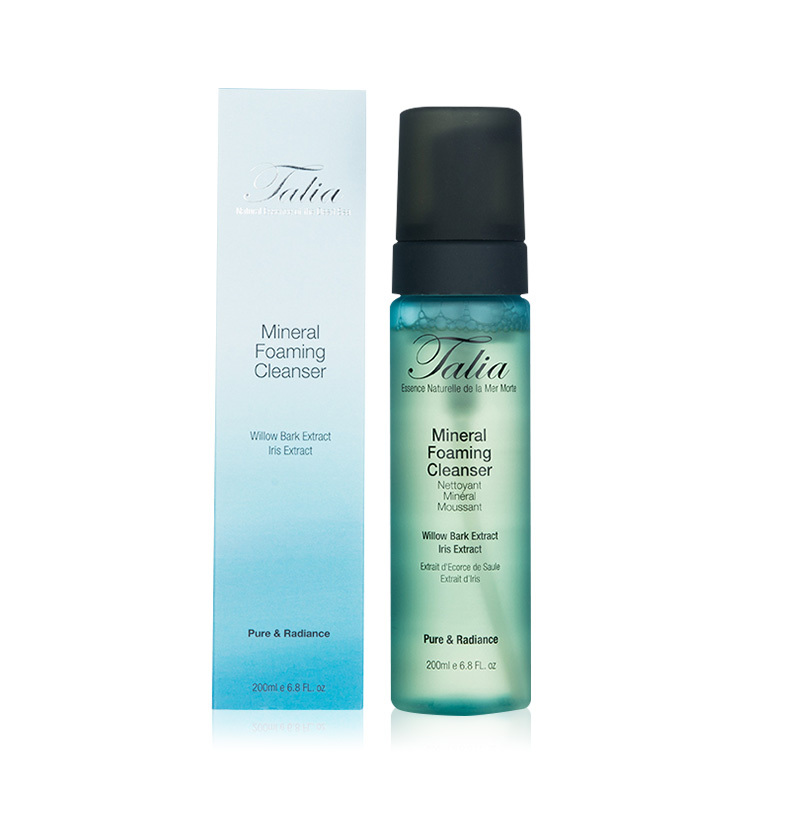 Talia
Mineral
Foaming
Cleanser
Willow Bark Extract
Iris Extract
Pure & Radiance
200ml e 6.8 FL. oz
Talia
Essence Naturelle de la Mer Morte
Mineral
Foaming
Cleanser
Nettoyant
Minéral
Moussant
Willow Bark Extract
Iris Extract
Extrait d'Ecorce de Saule
Extrait d'Iris
Pure & Radiance
200ml e 6.8 FL. oz